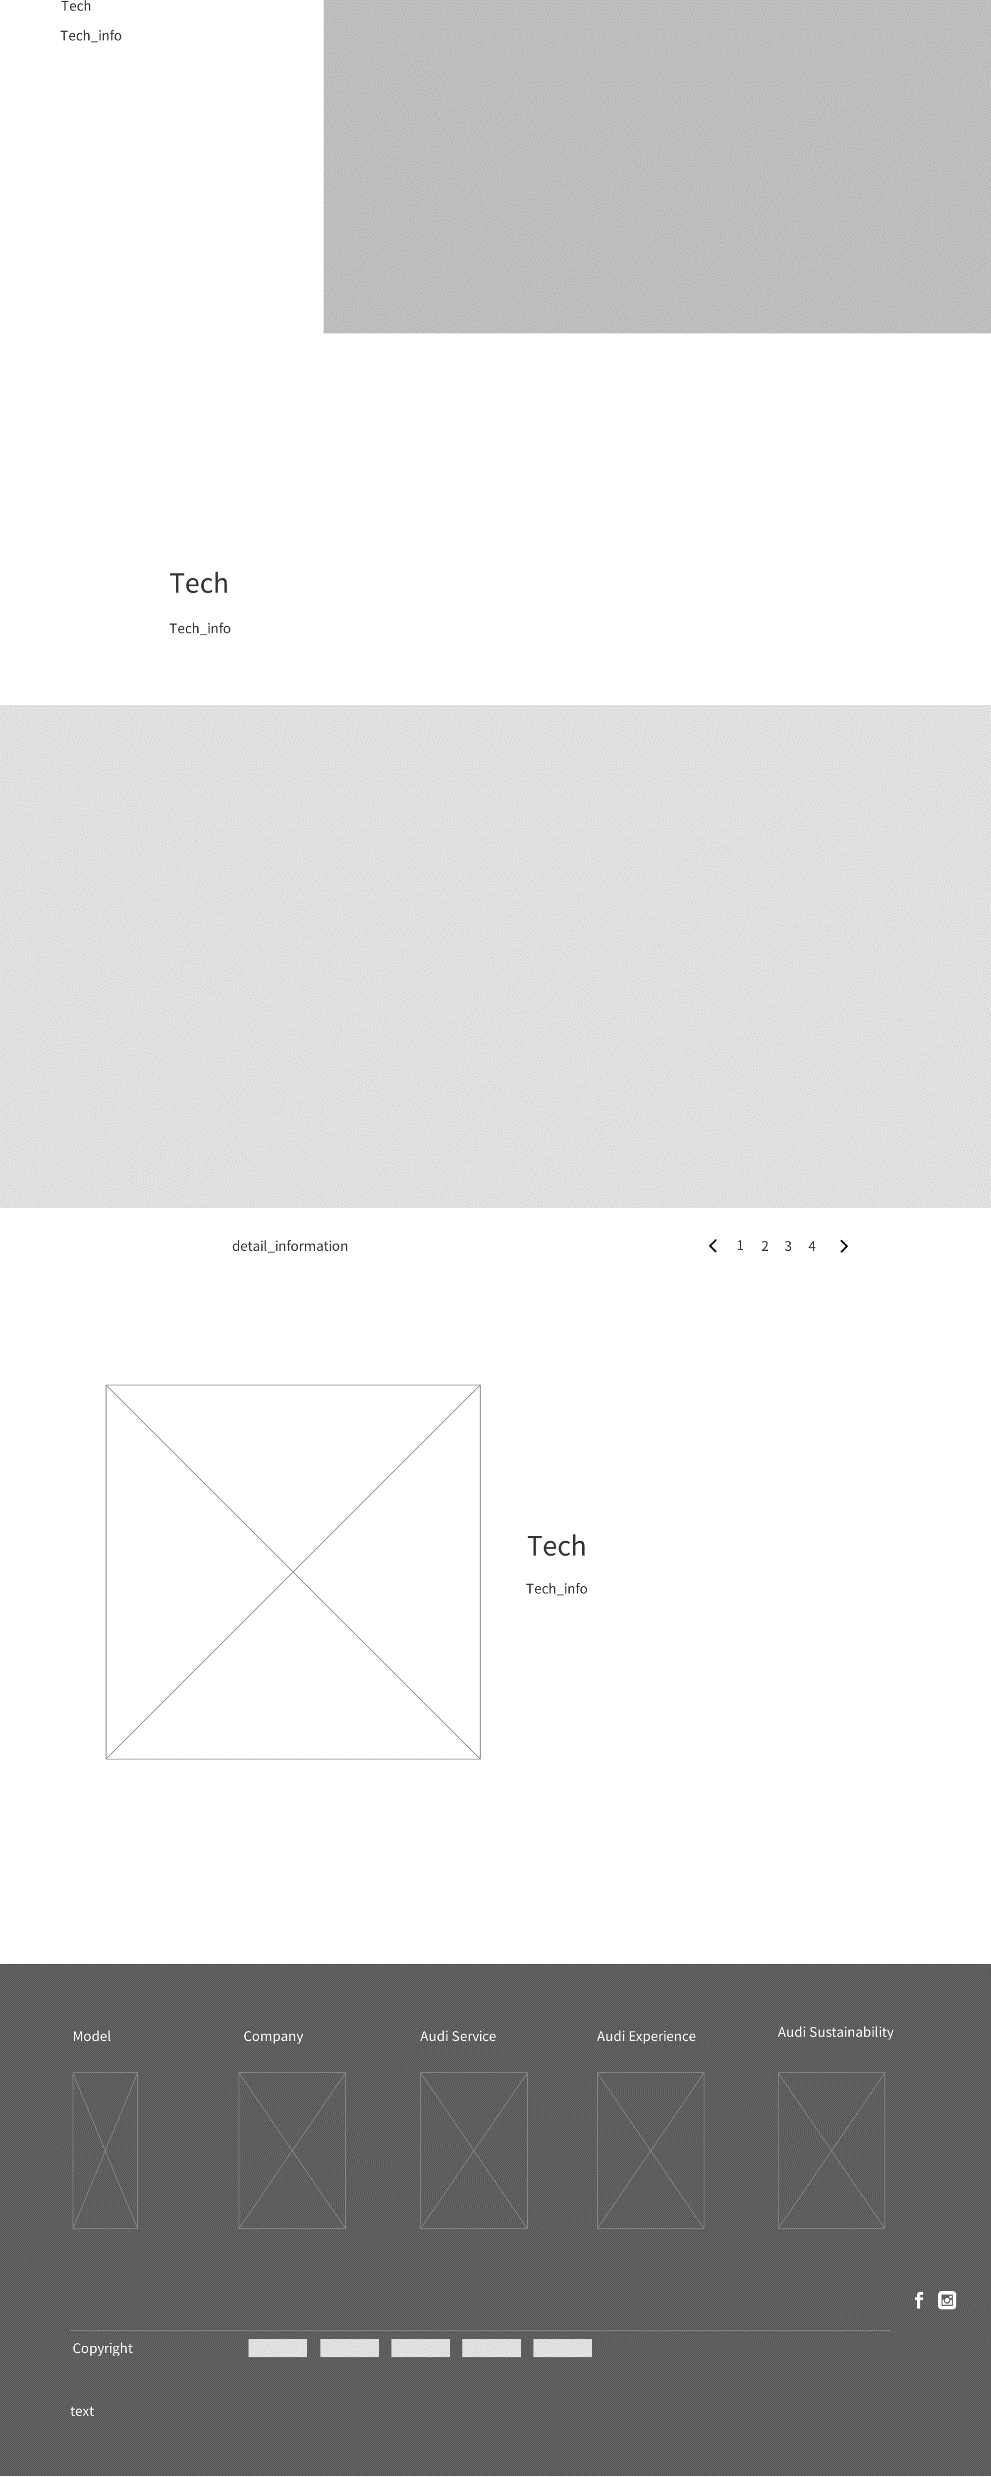 Tech
Tech_info
Tech
Tech_info
detail_information
1 2 3 4
Tech
Tech_info
Model Company Audi Service Audi Experience Audi Sustainability
f
Copyright
text